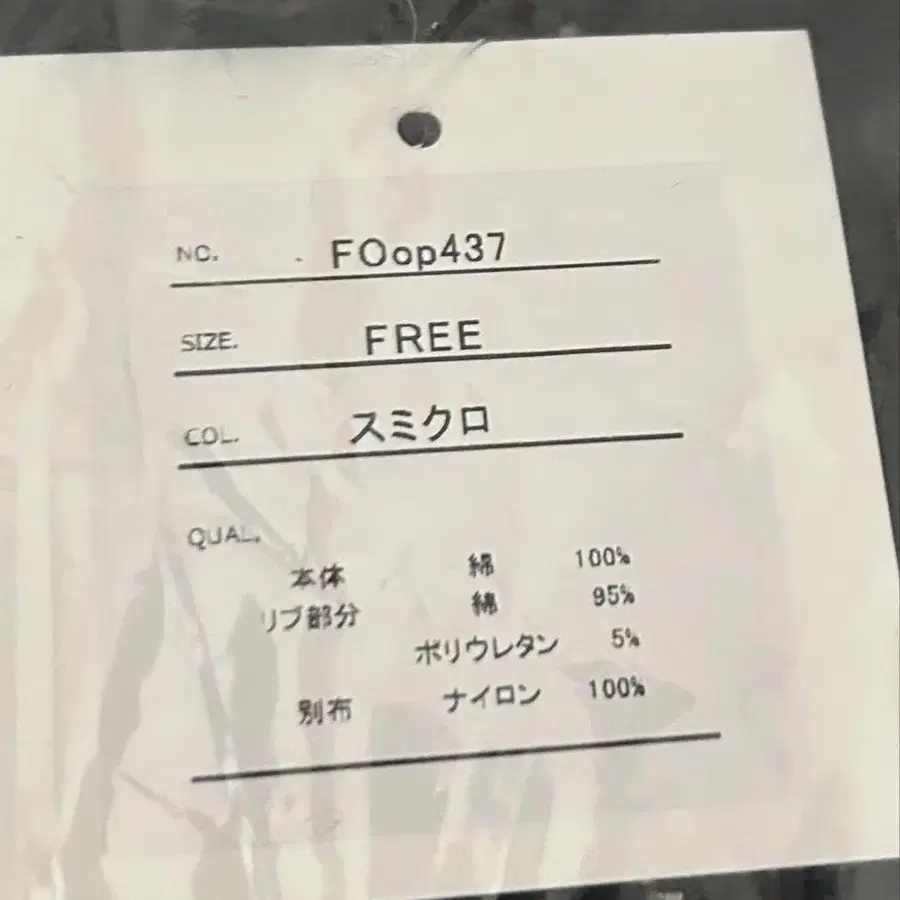 NO. FOop437
SIZE. FREE
COL. スミクロ
QUAL.
本体 綿 100%
リブ部分 綿 95%
ポリウレタン 5%
別布 ナイロン 100%